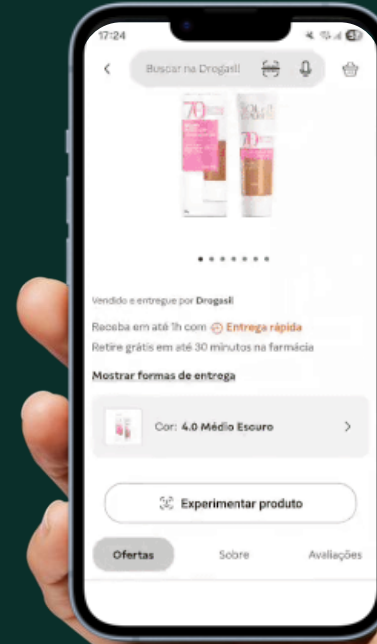 17:24
Buscar na Drogasil
70
70
Vendido e entregue por Drogasil
Receba em até 1h com Entrega rápida
Retire grátis em até 30 minutos na farmácia
Mostrar formas de entrega
Cor: 4.0 Médio Escuro
Experimentar produto
Ofertas
Sobre
Avaliações